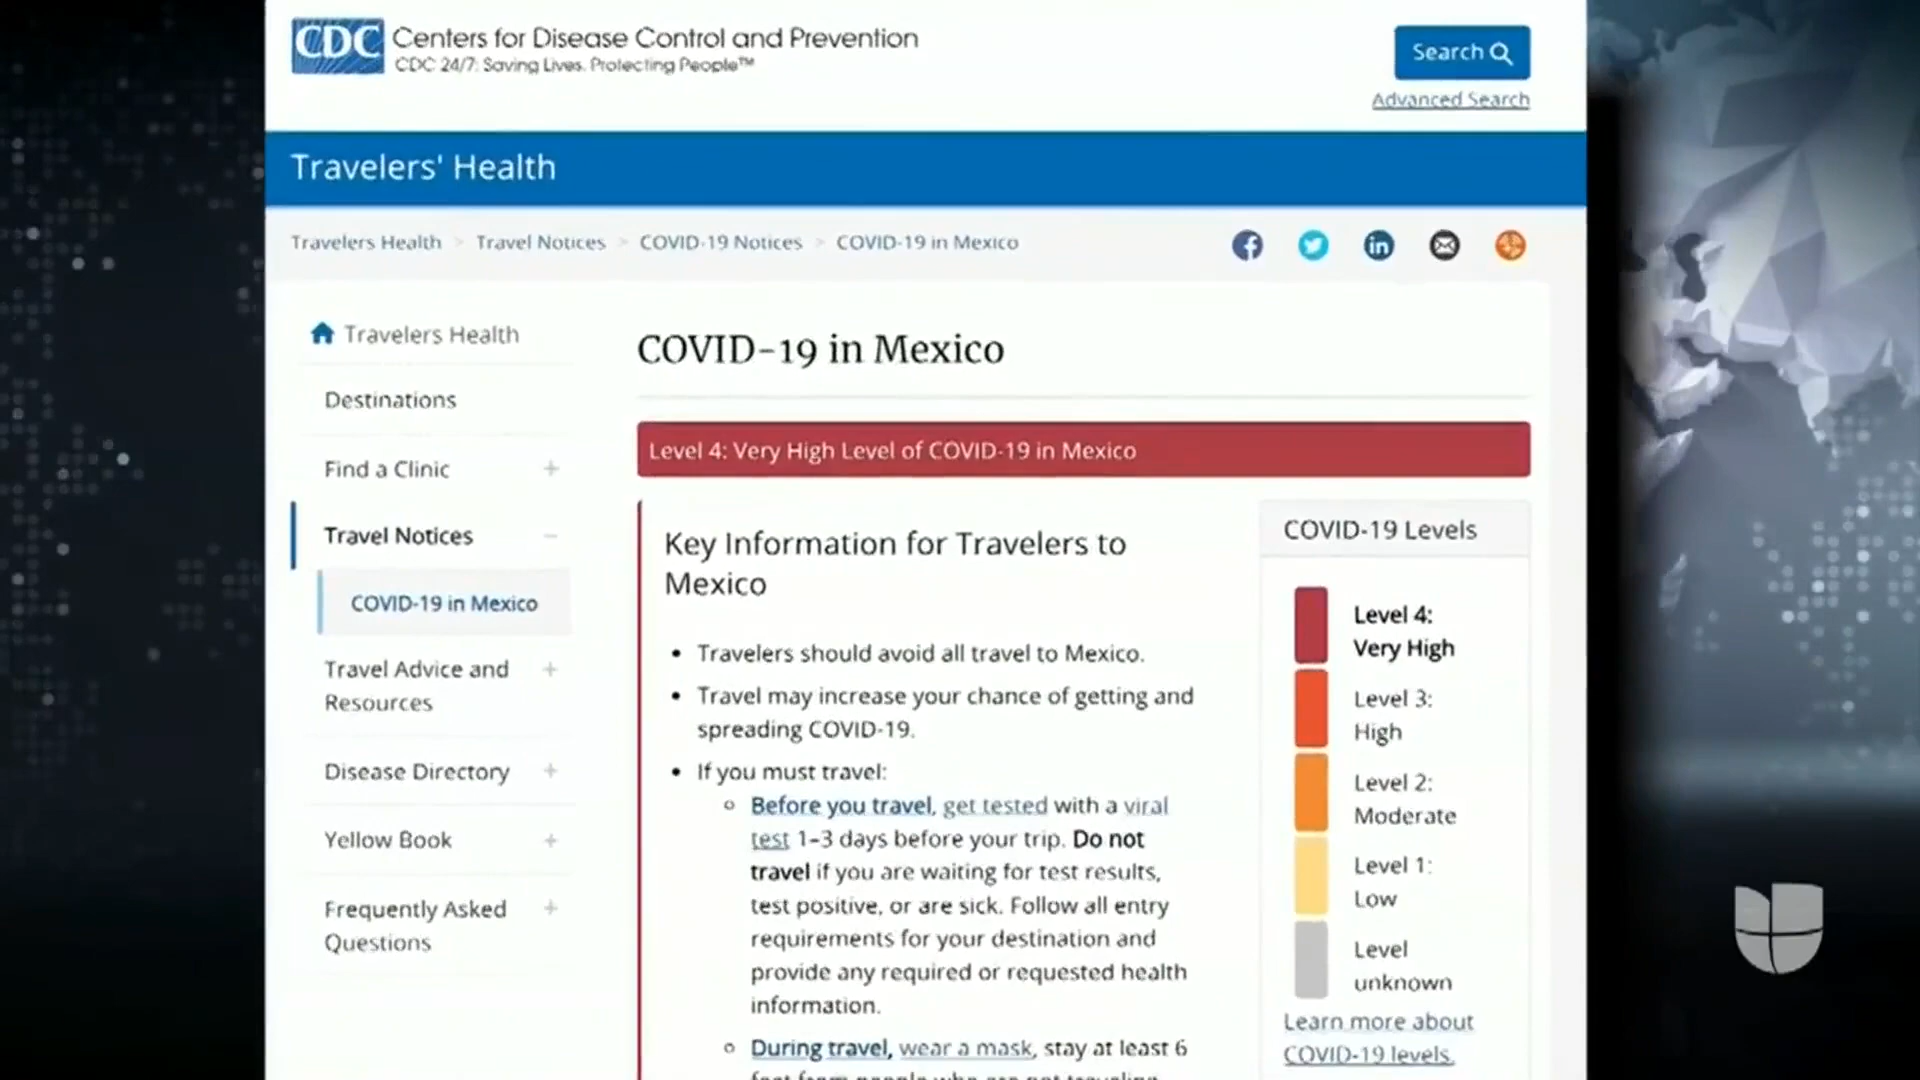 CDC Centers for Disease Control and Prevention
CDC 24/7: Saving Lives. Protecting People™
Search
Advanced Search
Travelers' Health
Travelers Health > Travel Notices > COVID-19 Notices > COVID-19 in Mexico
Travelers Health
Destinations
Find a Clinic +
Travel Notices −
COVID-19 in Mexico
Travel Advice and +
Resources
Disease Directory +
Yellow Book +
Frequently Asked +
Questions
COVID-19 in Mexico
Level 4: Very High Level of COVID-19 in Mexico
Key Information for Travelers to
Mexico
• Travelers should avoid all travel to Mexico.
• Travel may increase your chance of getting and
spreading COVID-19.
• If you must travel:
○ Before you travel, get tested with a viral
test 1–3 days before your trip. Do not
travel if you are waiting for test results,
test positive, or are sick. Follow all entry
requirements for your destination and
provide any required or requested health
information.
○ During travel, wear a mask, stay at least 6
feet from people who are not traveling
COVID-19 Levels
Level 4:
Very High
Level 3:
High
Level 2:
Moderate
Level 1:
Low
Level
unknown
Learn more about
COVID-19 levels.